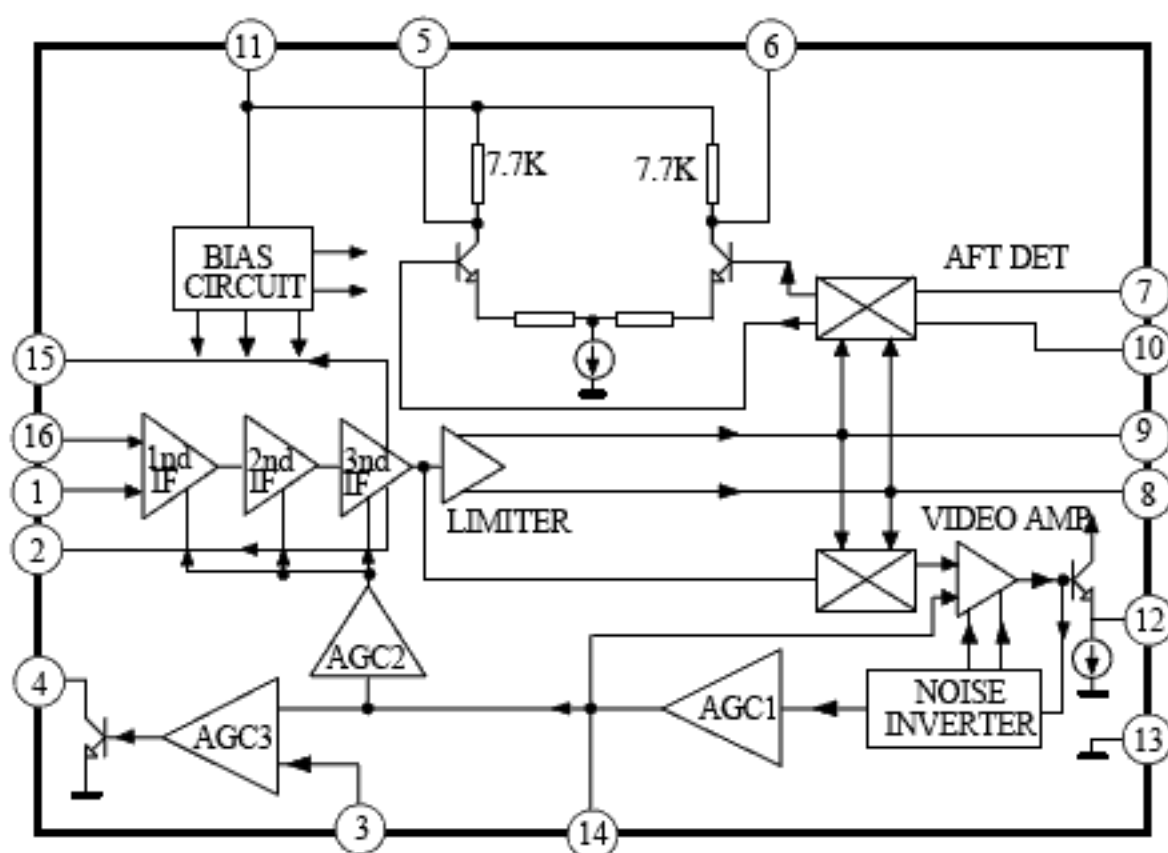 11
5
6
7.7K
7.7K
BIAS
CIRCUIT
AFT DET
7
10
15
16
1nd
IF
2nd
IF
3nd
IF
9
1
8
LIMITER
VIDEO AMP
2
12
AGC2
4
AGC3
AGC1
NOISE
INVERTER
13
3
14